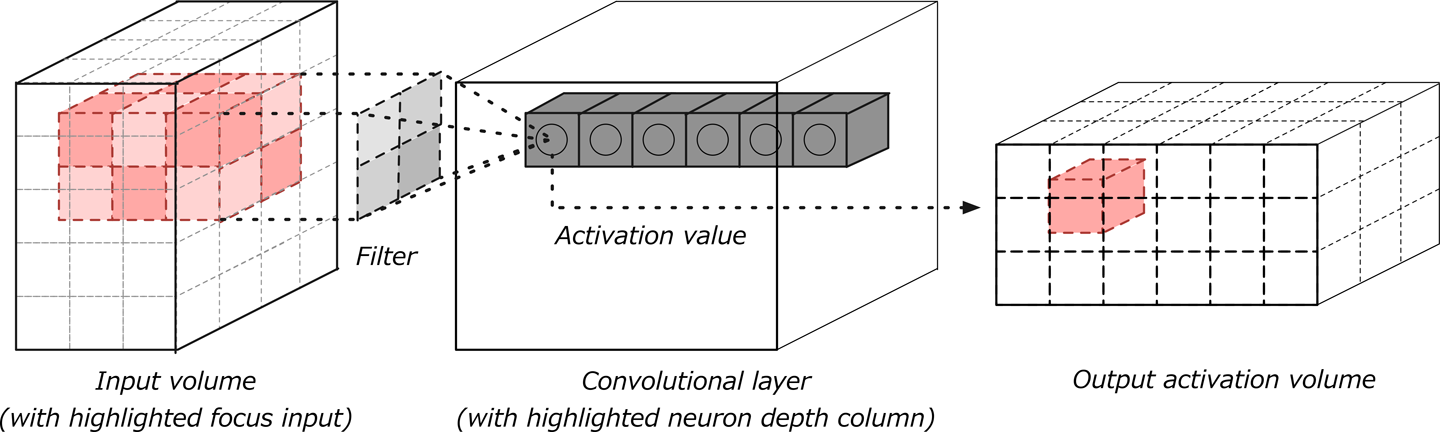 Filter
Activation value
Input volume
(with highlighted focus input)
Convolutional layer
(with highlighted neuron depth column)
Output activation volume